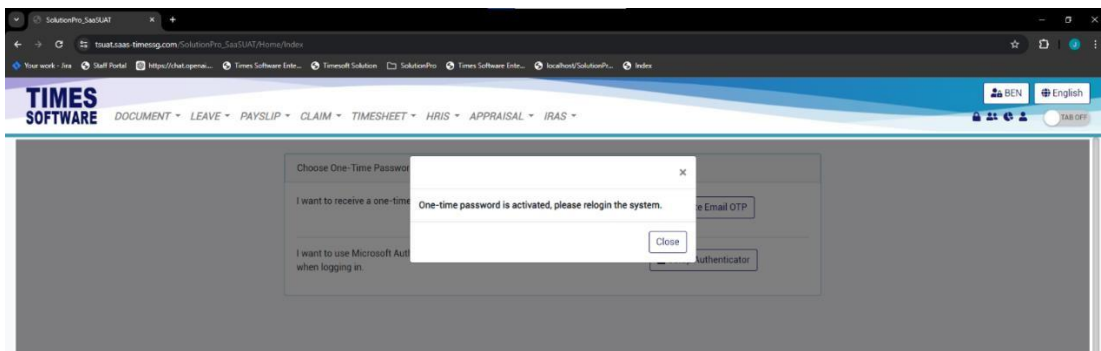 SolutionPro_SaaSUAT
tsuat.saas-timessg.com/SolutionPro_SaaSUAT/Home/Index
Your work - Jira Staff Portal https://chat.openai.... Times Software Ente... Timesoft Solution SolutionPro Times Software Ente... localhost/SolutionPr... Index
TIMES
SOFTWARE
BEN English
DOCUMENT LEAVE PAYSLIP CLAIM TIMESHEET HRIS APPRAISAL IRAS
TAB OFF
Choose One-Time Passwor
I want to receive a one-time
e Email OTP
One-time password is activated, please relogin the system.
Close
I want to use Microsoft Aut
when logging in.
Authenticator